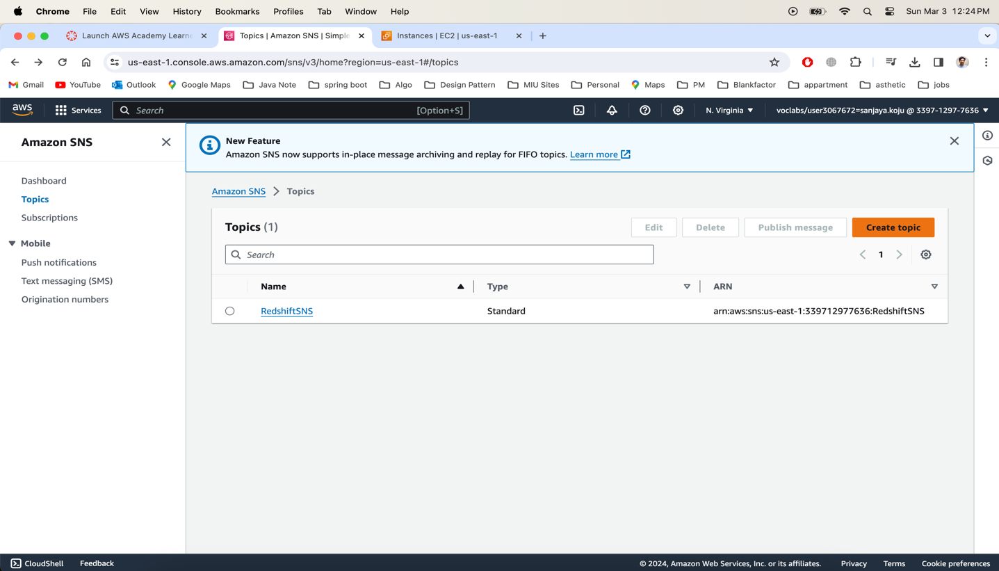 Chrome File Edit View History Bookmarks Profiles Tab Window Help Sun Mar 3 12:24 PM
Launch AWS Academy Learne Topics | Amazon SNS | Simple Instances | EC2 | us-east-1
us-east-1.console.aws.amazon.com/sns/v3/home?region=us-east-1#/topics
Gmail YouTube Outlook Google Maps Java Note spring boot Algo Design Pattern MIU Sites Personal Maps PM Blankfactor appartment asthetic jobs
aws Services Search [Option+S] N. Virginia voclabs/user3067672=sanjaya.koju @ 3397-1297-7636
Amazon SNS
Dashboard
Topics
Subscriptions
Mobile
Push notifications
Text messaging (SMS)
Origination numbers
New Feature
Amazon SNS now supports in-place message archiving and replay for FIFO topics. Learn more
Amazon SNS Topics
Topics (1) Edit Delete Publish message Create topic
Search 1
Name Type ARN
RedshiftSNS Standard arn:aws:sns:us-east-1:339712977636:RedshiftSNS
CloudShell Feedback © 2024, Amazon Web Services, Inc. or its affiliates. Privacy Terms Cookie preferences